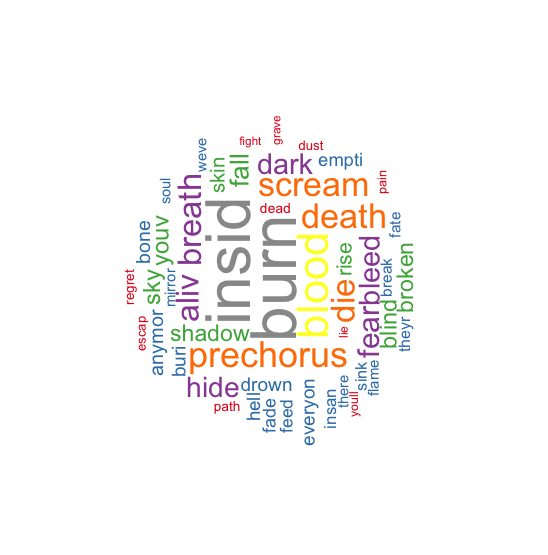 grave
fight
dust
weve
dark
empti
skin
fall
scream
pain
soul
breath
dead
death
fate
insid
burn
blood
youv
bone
sky
mirror
aliv
regret
rise
die
fear
bleed
broken
break
blind
theyr
escap
anymor
shadow
lie
buri
prechorus
sink
flame
hide
drown
there
youll
path
hell
fade
feed
everyon
insan